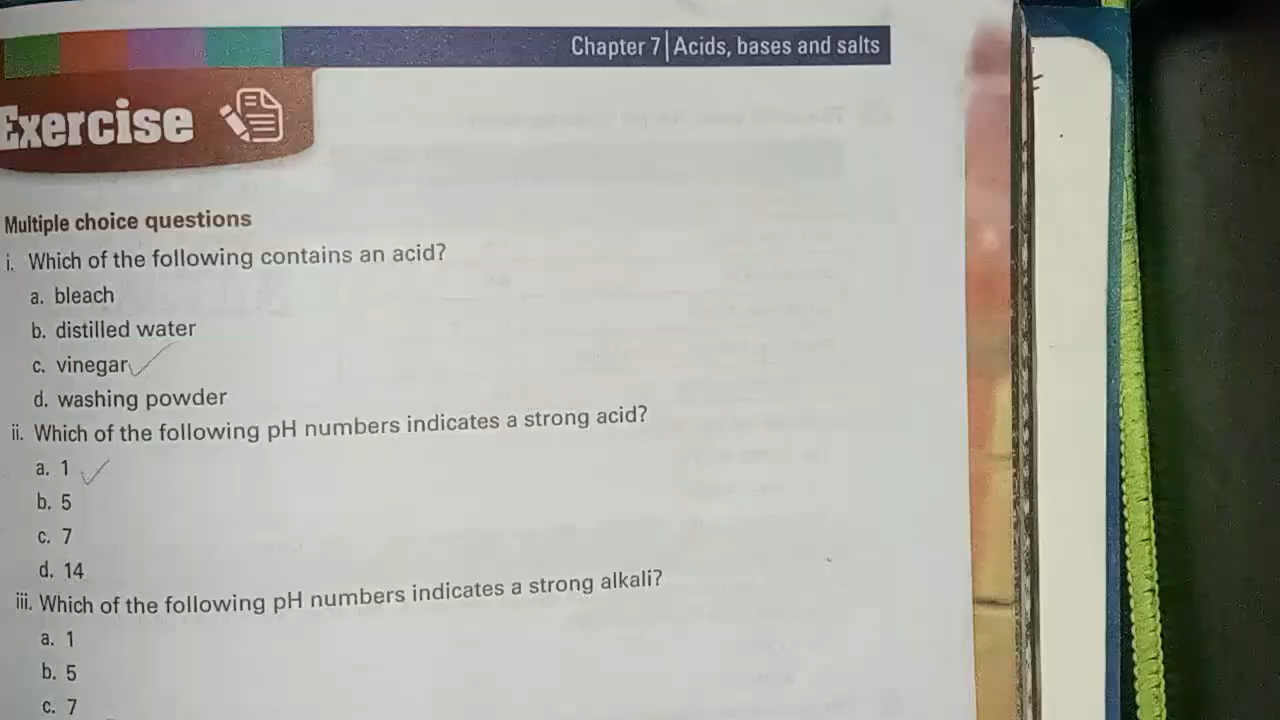 Chapter 7 | Acids, bases and salts
Exercise
Multiple choice questions
i. Which of the following contains an acid?
a. bleach
b. distilled water
c. vinegar
d. washing powder
ii. Which of the following pH numbers indicates a strong acid?
a. 1
b. 5
c. 7
d. 14
iii. Which of the following pH numbers indicates a strong alkali?
a. 1
b. 5
c. 7